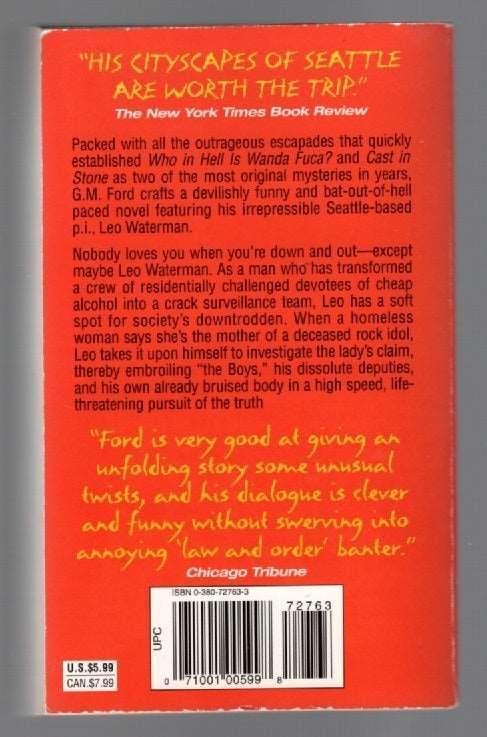 "HIS CITYSCAPES OF SEATTLE
ARE WORTH THE TRIP."
The New York Times Book Review
Packed with all the outrageous escapades that quickly
established Who in Hell Is Wanda Fuca? and Cast in
Stone as two of the most original mysteries in years,
G.M. Ford crafts a devilishly funny and bat-out-of-hell
paced novel featuring his irrepressible Seattle-based
p.i., Leo Waterman.
Nobody loves you when you're down and out—except
maybe Leo Waterman. As a man who has transformed
a crew of residentially challenged devotees of cheap
alcohol into a crack surveillance team, Leo has a soft
spot for society's downtrodden. When a homeless
woman says she's the mother of a deceased rock idol,
Leo takes it upon himself to investigate the lady's claim,
thereby embroiling "the Boys," his dissolute deputies,
and his own already bruised body in a high speed, life-
threatening pursuit of the truth
"Ford is very good at giving an
unfolding story some unusual
twists, and his dialogue is clever
and funny without swerving into
annoying 'law and order' banter."
Chicago Tribune
ISBN 0-380-72763-3
72763
UPC
0 71001 00599 8
U.S.$5.99
CAN.$7.99